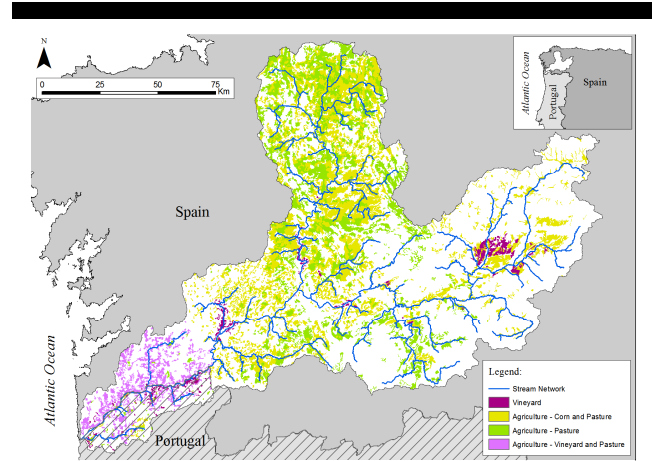 N
0 25 50 75
Km
Atlantic Ocean
Portugal
Spain
Spain
Atlantic Ocean
Portugal
Legend:
Stream Network
Vineyard
Agriculture - Corn and Pasture
Agriculture - Pasture
Agriculture - Vineyard and Pasture